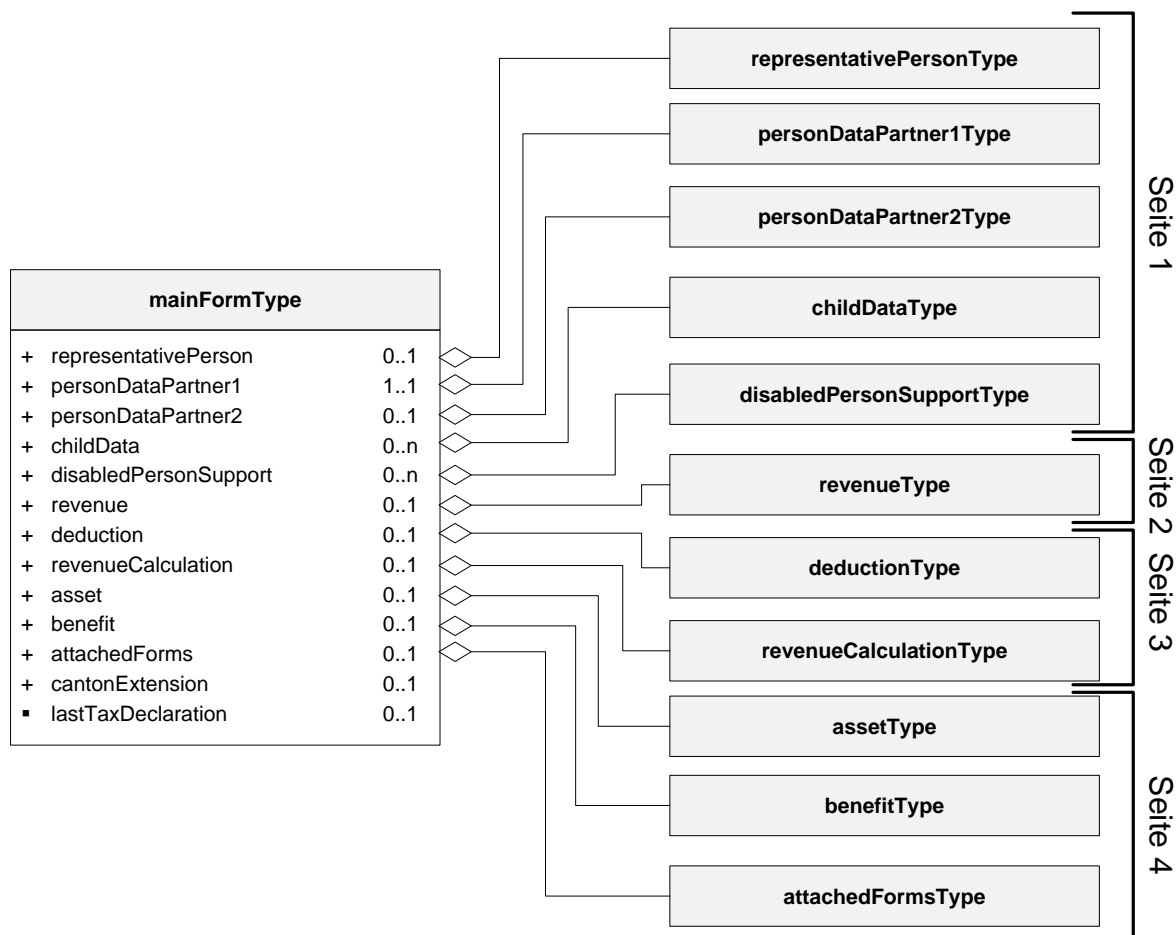 mainFormType
+ representativePerson 0..1
+ personDataPartner1 1..1
+ personDataPartner2 0..1
+ childData 0..n
+ disabledPersonSupport 0..n
+ revenue 0..1
+ deduction 0..1
+ revenueCalculation 0..1
+ asset 0..1
+ benefit 0..1
+ attachedForms 0..1
+ cantonExtension 0..1
▪ lastTaxDeclaration 0..1
representativePersonType
personDataPartner1Type
personDataPartner2Type
childDataType
disabledPersonSupportType
revenueType
deductionType
revenueCalculationType
assetType
benefitType
attachedFormsType
Seite 1
Seite 2
Seite 3
Seite 4